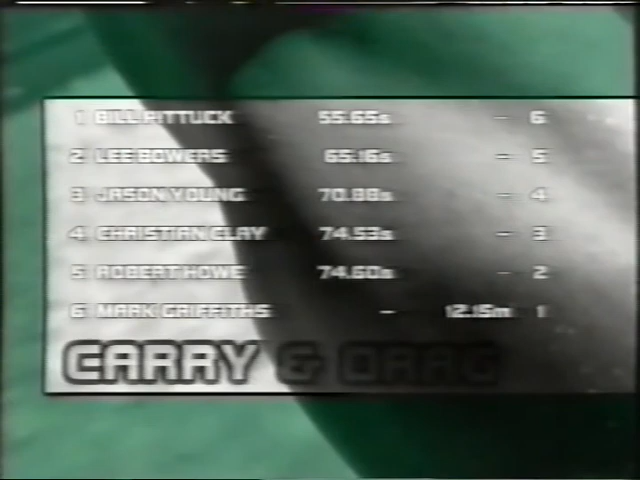 1 BILL PITTUCK 55.65s - 6
2 LEE BOWERS 65.16s - 5
3 JASON YOUNG 70.88s - 4
4 CHRISTIAN CLAY 74.53s - 3
5 ROBERT HOWE 74.60s - 2
6 MARK GRIFFITHS - 12.15m 1
CARRY & DRAG